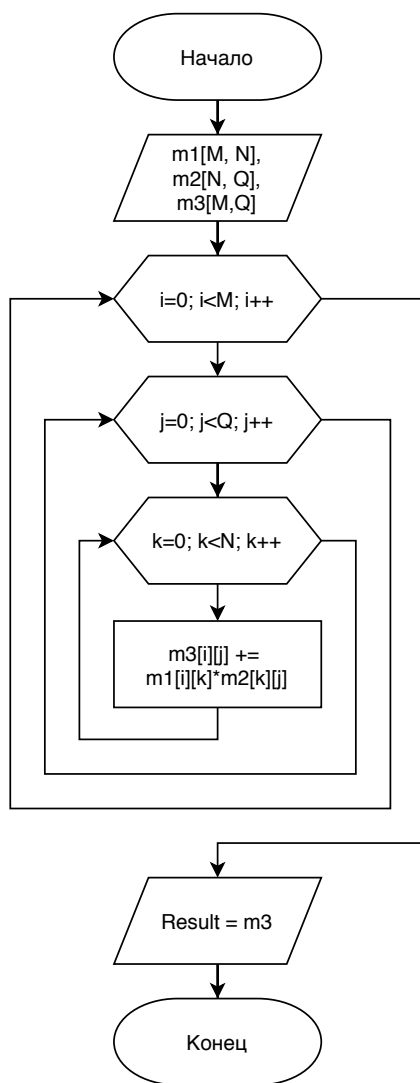 Начало
m1[M, N],
m2[N, Q],
m3[M,Q]
i=0; i<M; i++
j=0; j<Q; j++
k=0; k<N; k++
m3[i][j] +=
m1[i][k]*m2[k][j]
Result = m3
Конец